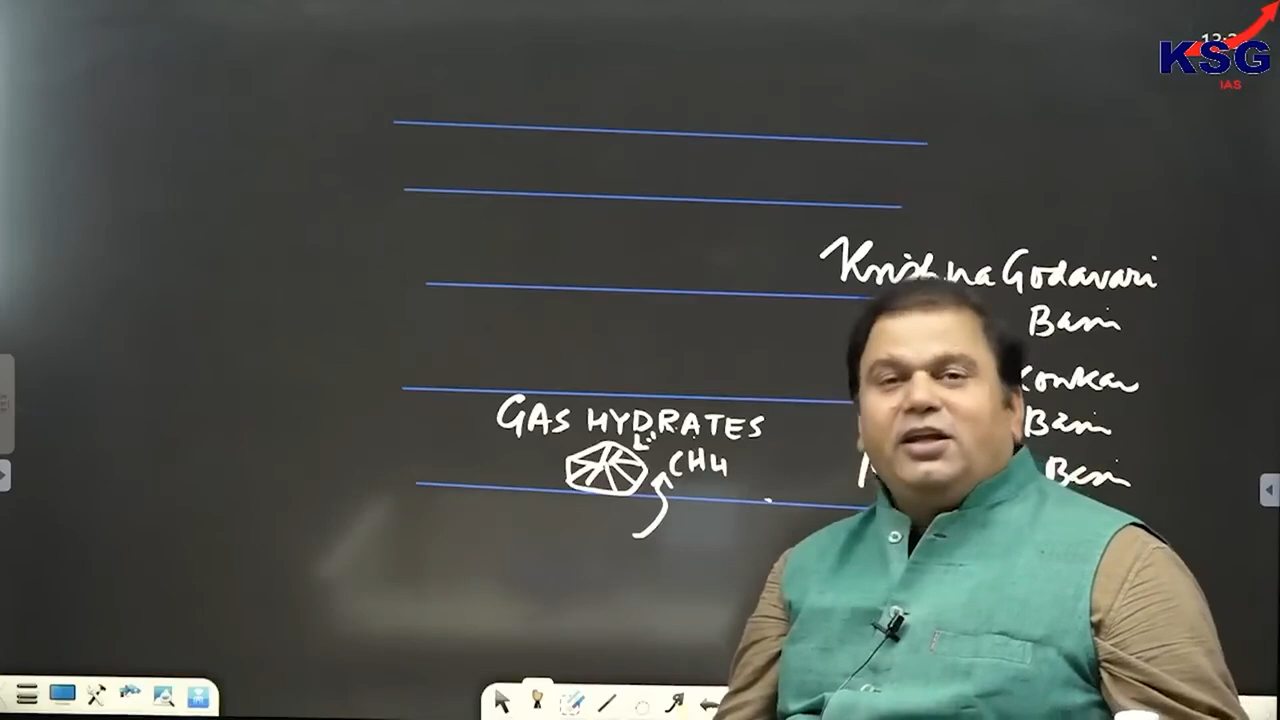 KSG
IAS
Krishna Godavari
Basin
Konkan
Basin
GAS HYDRATES
CH4
Basin